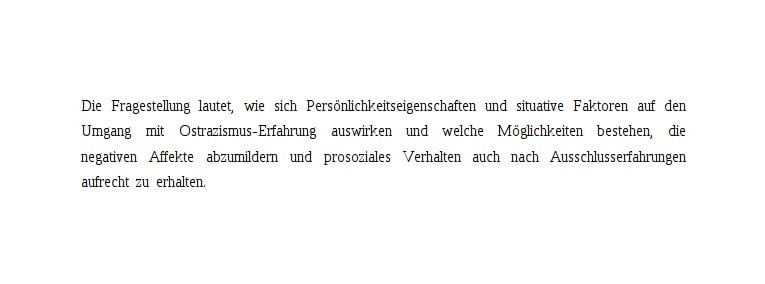 Die Fragestellung lautet, wie sich Persönlichkeitseigenschaften und situative Faktoren auf den
Umgang mit Ostrazismus-Erfahrung auswirken und welche Möglichkeiten bestehen, die
negativen Affekte abzumildern und prosoziales Verhalten auch nach Ausschlusserfahrungen
aufrecht zu erhalten.